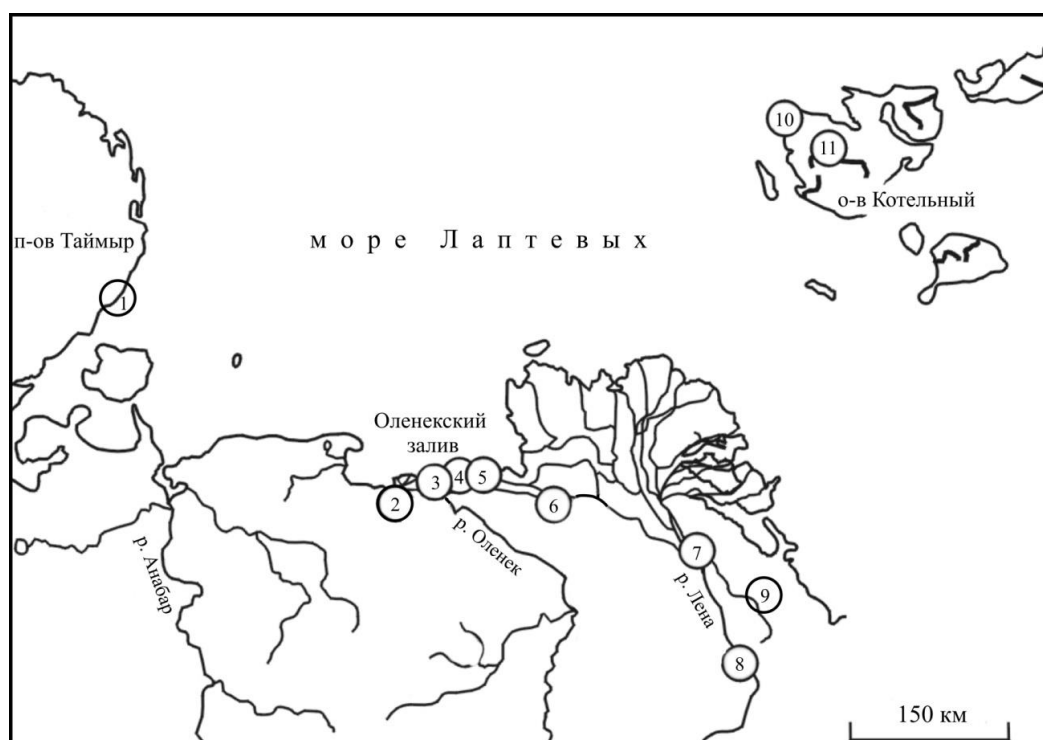 10
11
о-в Котельный
п-ов Таймыр
море Лаптевых
1
Оленекский
залив
2
3
4
5
6
р. Оленек
р. Анабар
7
р. Лена
9
8
150 км